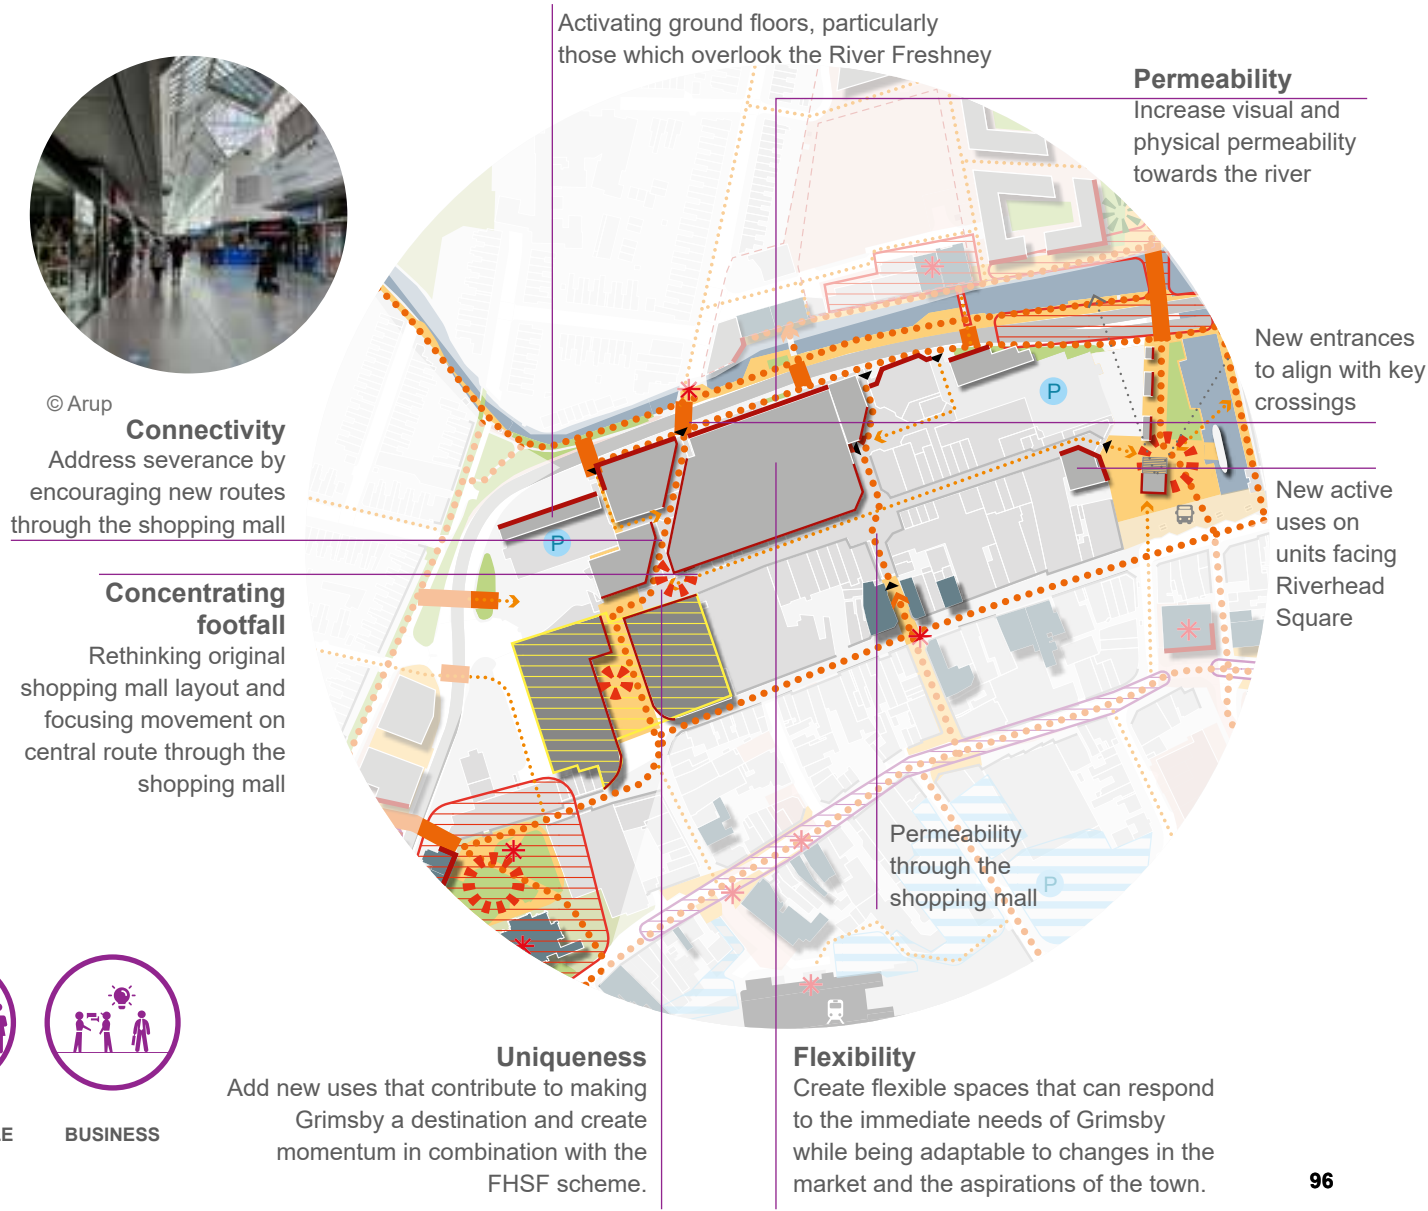 Activating ground floors, particularly
those which overlook the River Freshney
Permeability
Increase visual and
physical permeability
towards the river
New entrances
to align with key
crossings
© Arup
Connectivity
Address severance by
encouraging new routes
through the shopping mall
New active
uses on
units facing
Riverhead
Square
Concentrating
footfall
Rethinking original
shopping mall layout and
focusing movement on
central route through the
shopping mall
P
P
P
Permeability
through the
shopping mall
Uniqueness
Add new uses that contribute to making
Grimsby a destination and create
momentum in combination with the
FHSF scheme.
Flexibility
Create flexible spaces that can respond
to the immediate needs of Grimsby
while being adaptable to changes in the
market and the aspirations of the town.
BUSINESS
96